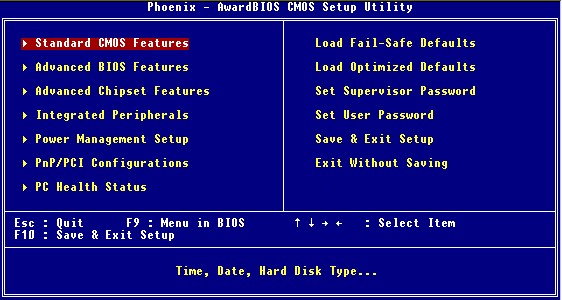 Phoenix - AwardBIOS CMOS Setup Utility
Standard CMOS Features
Advanced BIOS Features
Advanced Chipset Features
Integrated Peripherals
Power Management Setup
PnP/PCI Configurations
PC Health Status
Load Fail-Safe Defaults
Load Optimized Defaults
Set Supervisor Password
Set User Password
Save & Exit Setup
Exit Without Saving
Esc : Quit F9 : Menu in BIOS ↑ ↓ → ← : Select Item
F10 : Save & Exit Setup
Time, Date, Hard Disk Type...